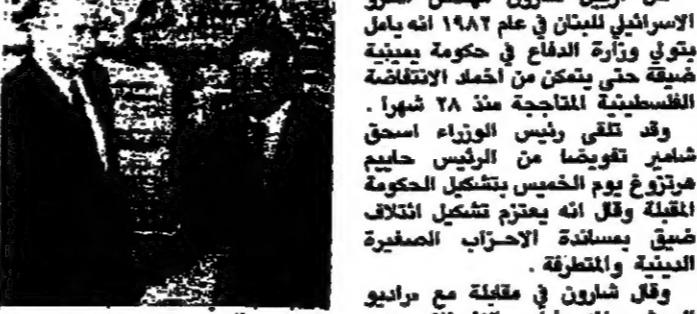 الاسرائيلي للبنان في عام ١٩٨٢ انه يامل
بتولي وزارة الدفاع في حكومة يمينية
ضيقة حتى يتمكن من اخماد الانتفاضة
الفلسطينية المتاججة منذ ٢٨ شهرا .
وقد تلقى رئيس الوزراء اسحق
شامير تفويضا من الرئيس حاييم
هرتزوغ يوم الخميس بتشكيل الحكومة
المقبلة وقال انه يعتزم تشكيل ائتلاف
ضيق بمساندة الاحزاب الصغيرة
الدينية والمتطرفة .
وقال شارون في مقابلة مع «راديو